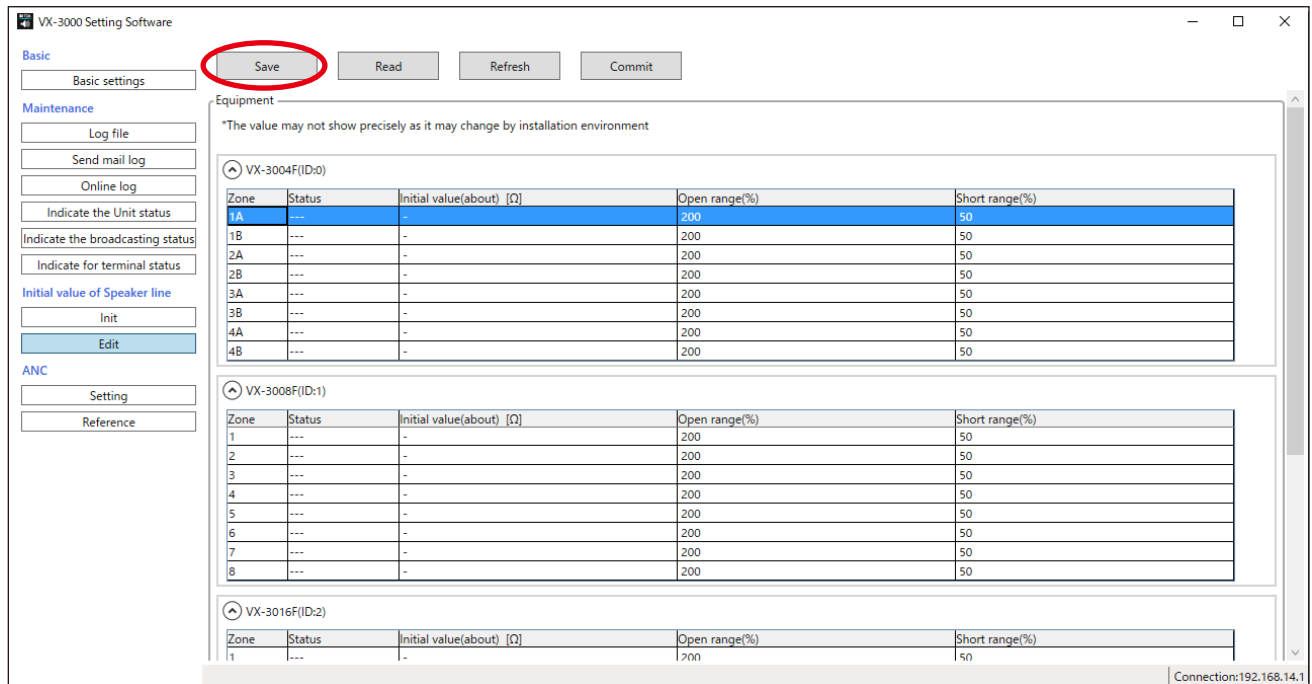 VX-3000 Setting Software
Basic
Basic settings
Maintenance
Log file
Send mail log
Online log
Indicate the Unit status
Indicate the broadcasting status
Indicate for terminal status
Initial value of Speaker line
Init
Edit
ANC
Setting
Reference
Save Read Refresh Commit
Equipment
*The value may not show precisely as it may change by installation environment
VX-3004F(ID:0)
Zone Status Initial value(about) [Ω] Open range(%) Short range(%)
1A --- - 200 50
1B --- - 200 50
2A --- - 200 50
2B --- - 200 50
3A --- - 200 50
3B --- - 200 50
4A --- - 200 50
4B --- - 200 50
VX-3008F(ID:1)
Zone Status Initial value(about) [Ω] Open range(%) Short range(%)
1 --- - 200 50
2 --- - 200 50
3 --- - 200 50
4 --- - 200 50
5 --- - 200 50
6 --- - 200 50
7 --- - 200 50
8 --- - 200 50
VX-3016F(ID:2)
Zone Status Initial value(about) [Ω] Open range(%) Short range(%)
1 --- - 200 50
Connection:192.168.14.1